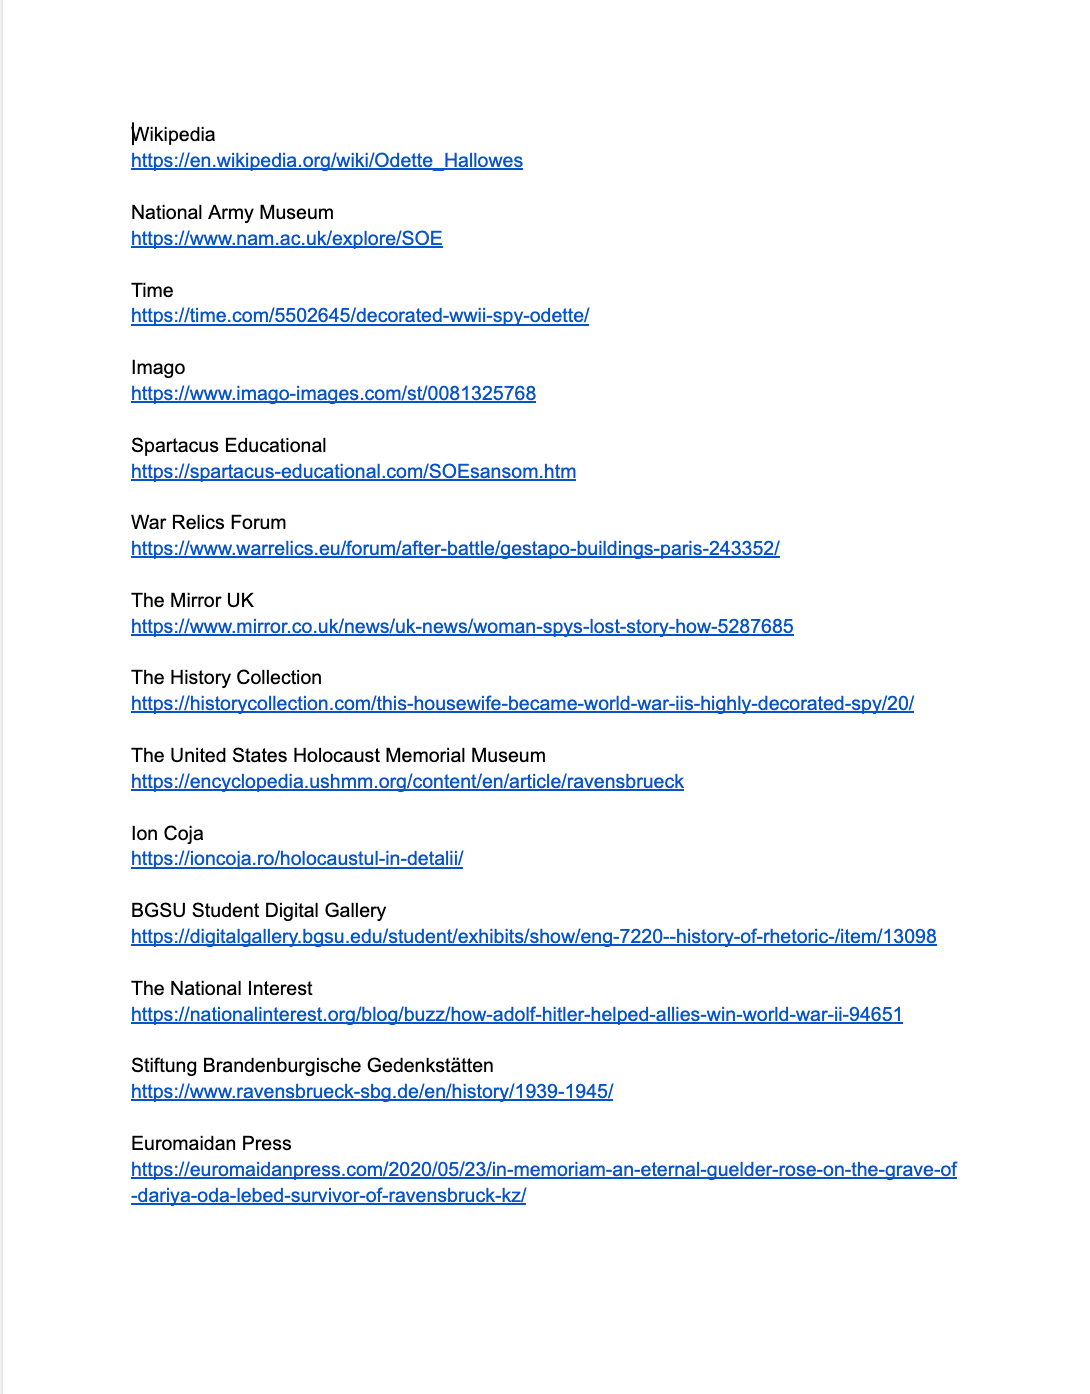 Wikipedia
https://en.wikipedia.org/wiki/Odette_Hallowes
National Army Museum
https://www.nam.ac.uk/explore/SOE
Time
https://time.com/5502645/decorated-wwii-spy-odette/
Imago
https://www.imago-images.com/st/0081325768
Spartacus Educational
https://spartacus-educational.com/SOEsansom.htm
War Relics Forum
https://www.warrelics.eu/forum/after-battle/gestapo-buildings-paris-243352/
The Mirror UK
https://www.mirror.co.uk/news/uk-news/woman-spys-lost-story-how-5287685
The History Collection
https://historycollection.com/this-housewife-became-world-war-iis-highly-decorated-spy/20/
The United States Holocaust Memorial Museum
https://encyclopedia.ushmm.org/content/en/article/ravensbrueck
Ion Coja
https://ioncoja.ro/holocaustul-in-detalii/
BGSU Student Digital Gallery
https://digitalgallery.bgsu.edu/student/exhibits/show/eng-7220--history-of-rhetoric-/item/13098
The National Interest
https://nationalinterest.org/blog/buzz/how-adolf-hitler-helped-allies-win-world-war-ii-94651
Stiftung Brandenburgische Gedenkstätten
https://www.ravensbrueck-sbg.de/en/history/1939-1945/
Euromaidan Press
https://euromaidanpress.com/2020/05/23/in-memoriam-an-eternal-guelder-rose-on-the-grave-of
-dariya-oda-lebed-survivor-of-ravensbruck-kz/